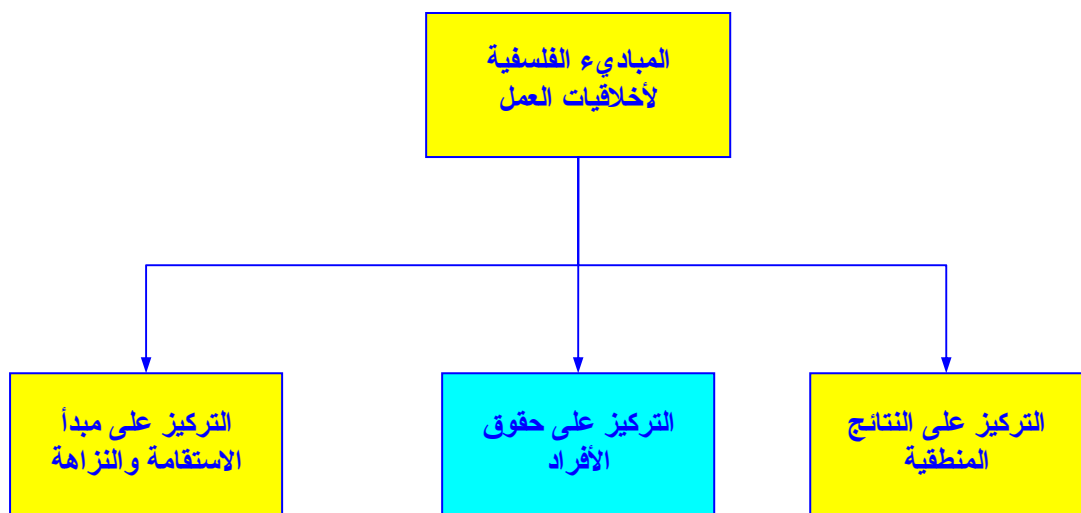 المباديء الفلسفية
لأخلاقيات العمل
التركيز على النتائج
المنطقية
التركيز على حقوق
الأفراد
التركيز على مبدأ
الاستقامة والنزاهة